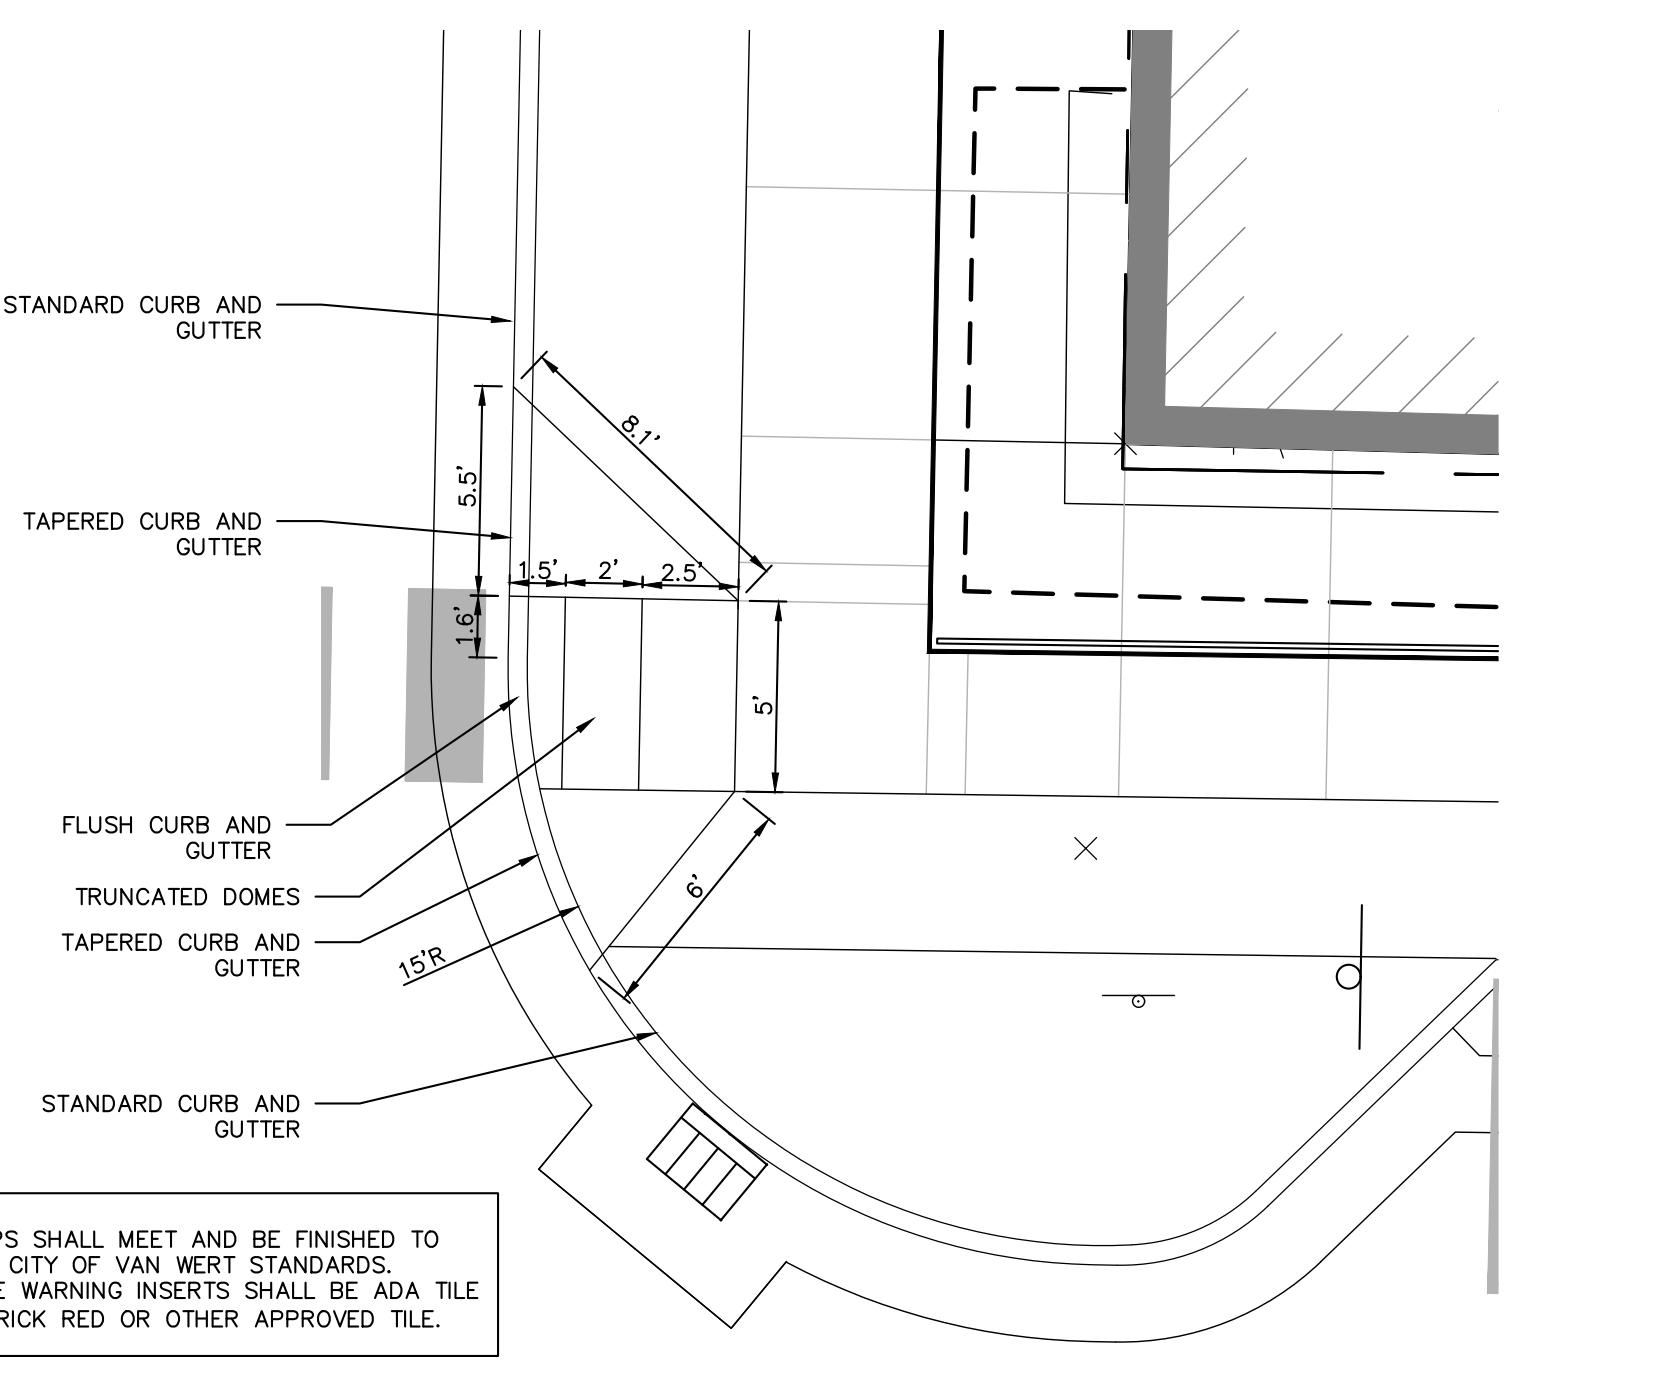 STANDARD CURB AND
GUTTER
8.1'
5.5'
TAPERED CURB AND
GUTTER
1.5'
2'
2.5'
1.6'
5'
FLUSH CURB AND
GUTTER
6'
TRUNCATED DOMES
TAPERED CURB AND
GUTTER
15'R
STANDARD CURB AND
GUTTER
SHALL MEET AND BE FINISHED TO
CITY OF VAN WERT STANDARDS.
WARNING INSERTS SHALL BE ADA TILE
RED OR OTHER APPROVED TILE.